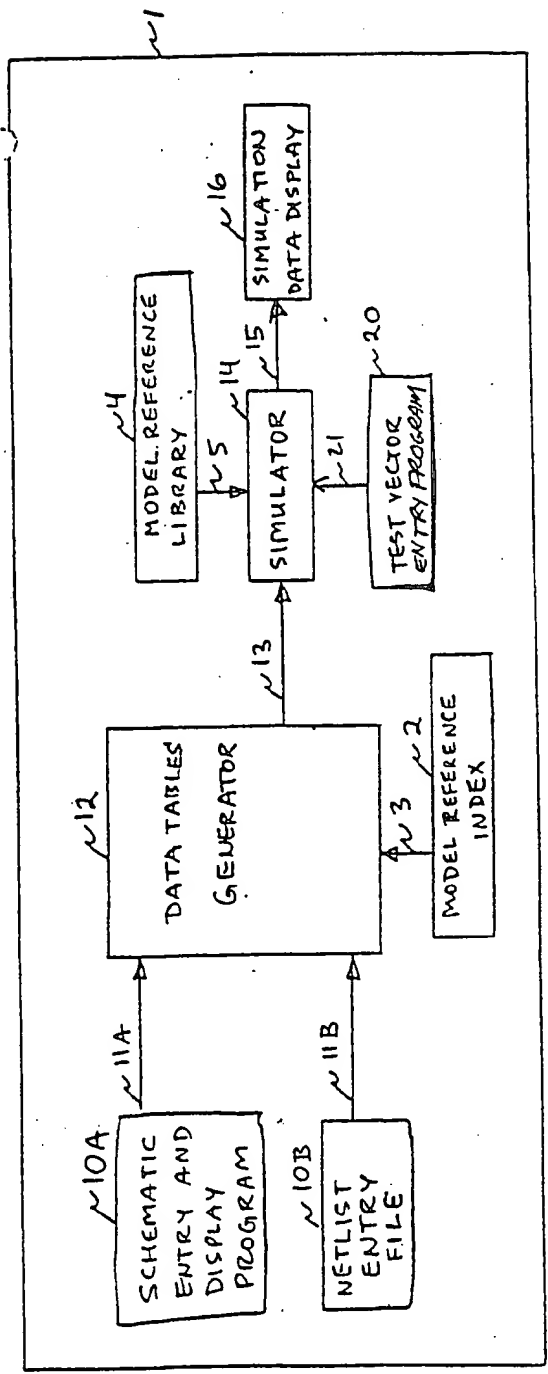 1
10A
SCHEMATIC
ENTRY AND
DISPLAY
PROGRAM
11A
10B
NETLIST
ENTRY
FILE
11B
12
DATA TABLES
GENERATOR
3
2
MODEL REFERENCE
INDEX
13
4
MODEL REFERENCE
LIBRARY
5
14
SIMULATOR
15
21
20
TEST VECTOR
ENTRY PROGRAM
16
SIMULATION
DATA DISPLAY